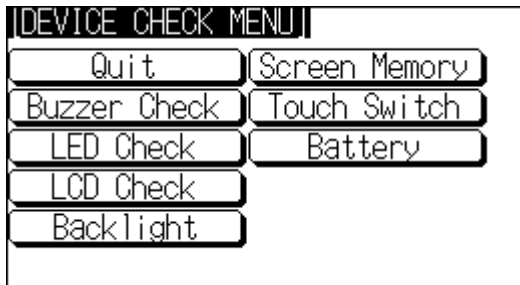 [DEVICE CHECK MENU]
Quit
Screen Memory
Buzzer Check
Touch Switch
LED Check
Battery
LCD Check
Backlight